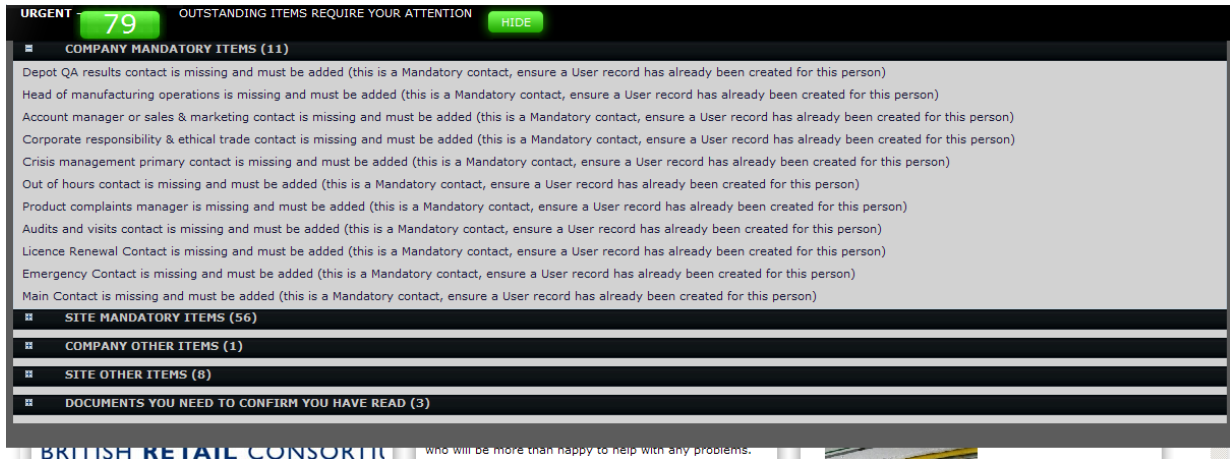 URGENT - 79 OUTSTANDING ITEMS REQUIRE YOUR ATTENTION HIDE
COMPANY MANDATORY ITEMS (11)
Depot QA results contact is missing and must be added (this is a Mandatory contact, ensure a User record has already been created for this person)
Head of manufacturing operations is missing and must be added (this is a Mandatory contact, ensure a User record has already been created for this person)
Account manager or sales & marketing contact is missing and must be added (this is a Mandatory contact, ensure a User record has already been created for this person)
Corporate responsibility & ethical trade contact is missing and must be added (this is a Mandatory contact, ensure a User record has already been created for this person)
Crisis management primary contact is missing and must be added (this is a Mandatory contact, ensure a User record has already been created for this person)
Out of hours contact is missing and must be added (this is a Mandatory contact, ensure a User record has already been created for this person)
Product complaints manager is missing and must be added (this is a Mandatory contact, ensure a User record has already been created for this person)
Audits and visits contact is missing and must be added (this is a Mandatory contact, ensure a User record has already been created for this person)
Licence Renewal Contact is missing and must be added (this is a Mandatory contact, ensure a User record has already been created for this person)
Emergency Contact is missing and must be added (this is a Mandatory contact, ensure a User record has already been created for this person)
Main Contact is missing and must be added (this is a Mandatory contact, ensure a User record has already been created for this person)
SITE MANDATORY ITEMS (56)
COMPANY OTHER ITEMS (1)
SITE OTHER ITEMS (8)
DOCUMENTS YOU NEED TO CONFIRM YOU HAVE READ (3)
BRITISH RETAIL
who will be more than happy to help with any problems.